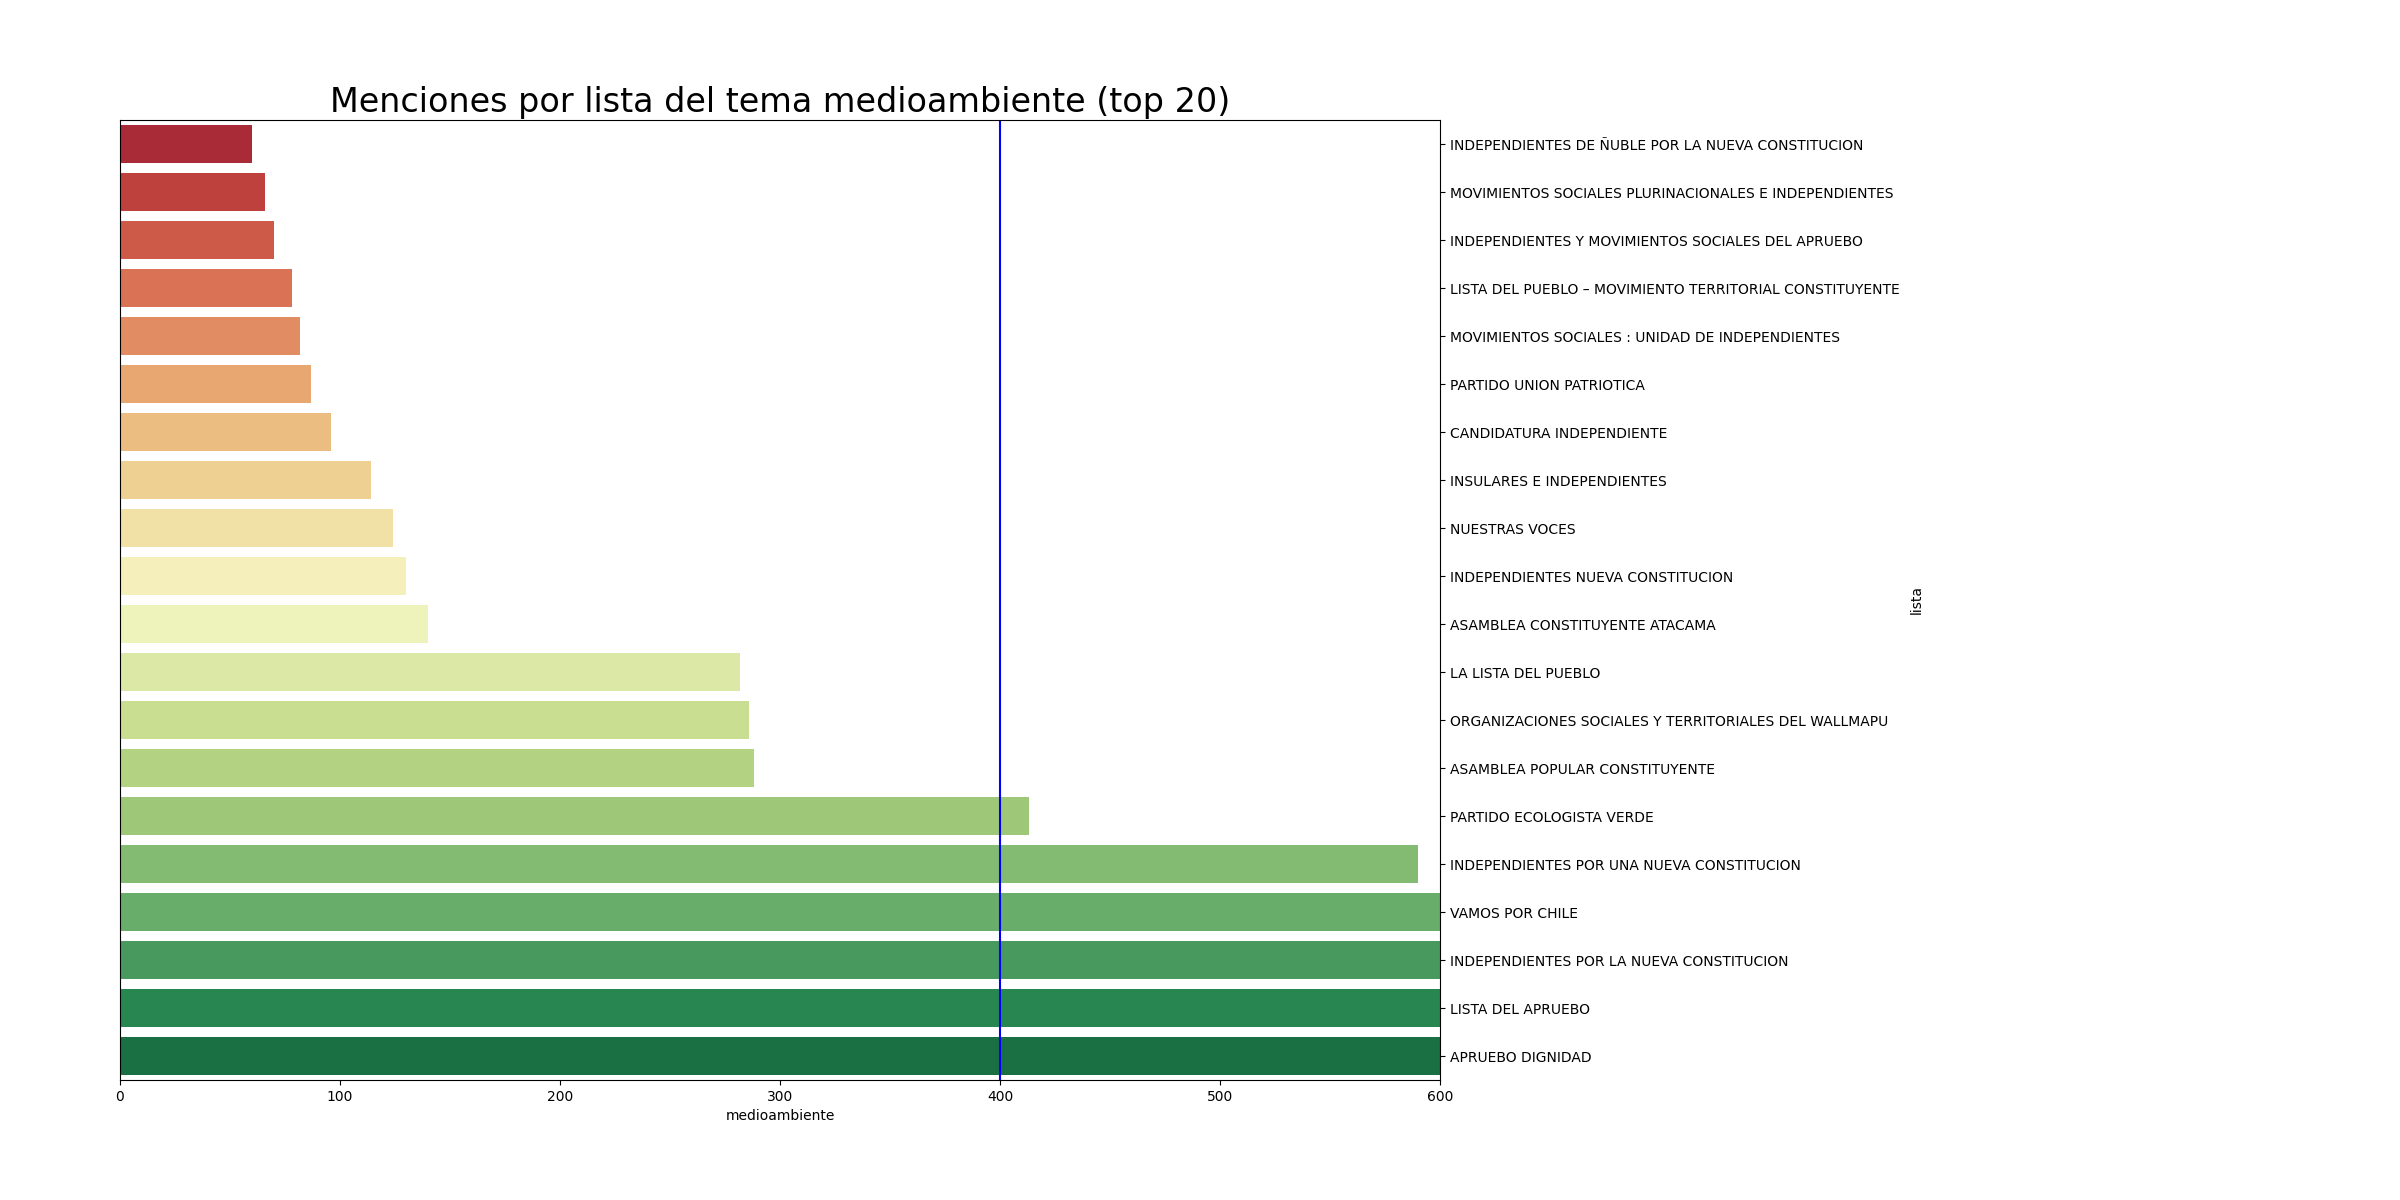 Menciones por lista del tema medioambiente (top 20)
INDEPENDIENTES DE ÑUBLE POR LA NUEVA CONSTITUCION
MOVIMIENTOS SOCIALES PLURINACIONALES E INDEPENDIENTES
INDEPENDIENTES Y MOVIMIENTOS SOCIALES DEL APRUEBO
LISTA DEL PUEBLO – MOVIMIENTO TERRITORIAL CONSTITUYENTE
MOVIMIENTOS SOCIALES : UNIDAD DE INDEPENDIENTES
PARTIDO UNION PATRIOTICA
CANDIDATURA INDEPENDIENTE
INSULARES E INDEPENDIENTES
NUESTRAS VOCES
INDEPENDIENTES NUEVA CONSTITUCION
ASAMBLEA CONSTITUYENTE ATACAMA
LA LISTA DEL PUEBLO
ORGANIZACIONES SOCIALES Y TERRITORIALES DEL WALLMAPU
ASAMBLEA POPULAR CONSTITUYENTE
PARTIDO ECOLOGISTA VERDE
INDEPENDIENTES POR UNA NUEVA CONSTITUCION
VAMOS POR CHILE
INDEPENDIENTES POR LA NUEVA CONSTITUCION
LISTA DEL APRUEBO
APRUEBO DIGNIDAD
lista
0 100 200 300 400 500 600
medioambiente